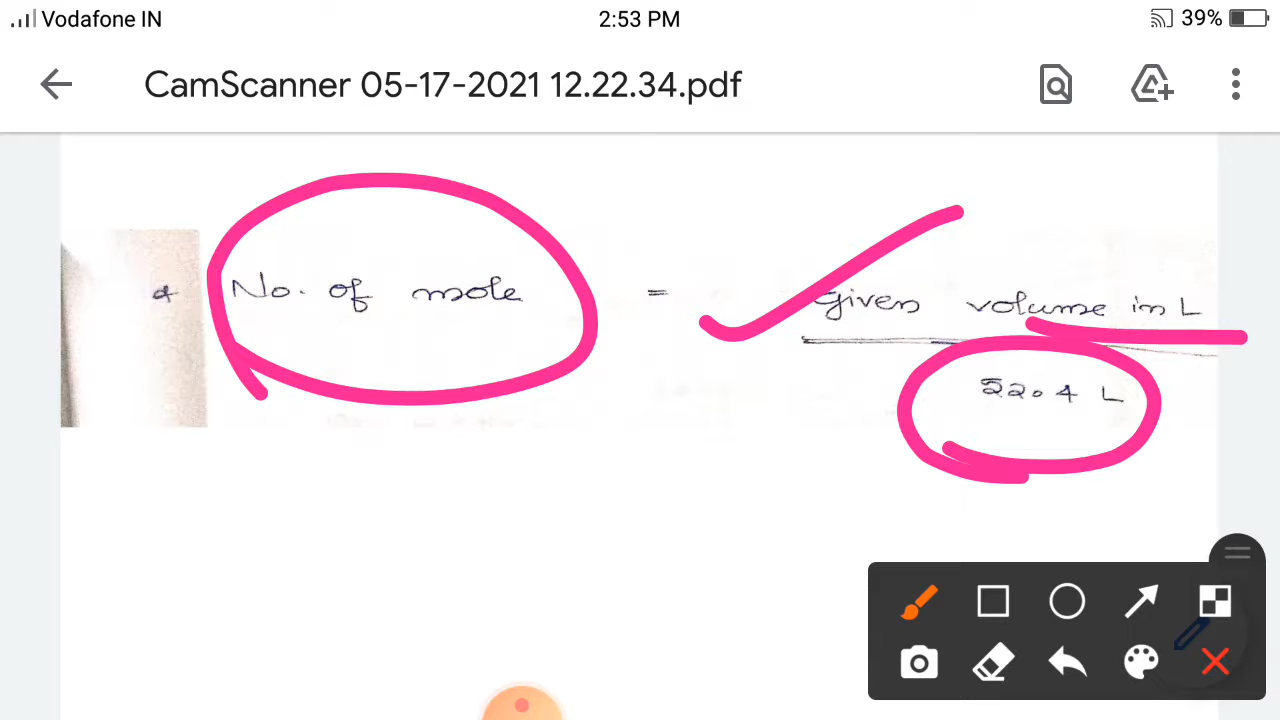 Vodafone IN 2:53 PM 39%
CamScanner 05-17-2021 12.22.34.pdf
No. of mole = Given volume in L
22.4 L